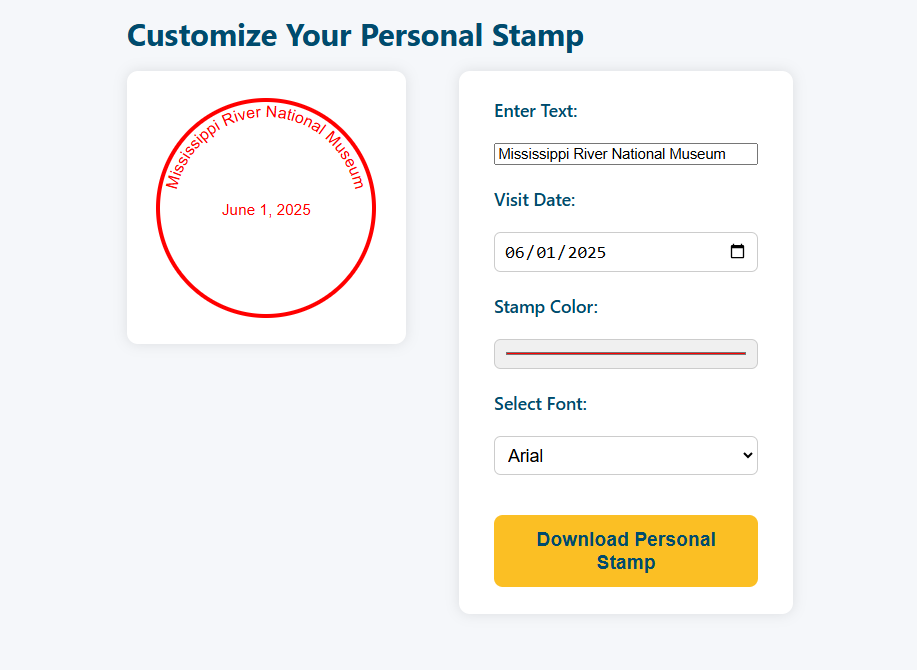 Customize Your Personal Stamp
Mississippi River National Museum
June 1, 2025
Enter Text:
Mississippi River National Museum
Visit Date:
06/01/2025
Stamp Color:
Select Font:
Arial
Download Personal
Stamp